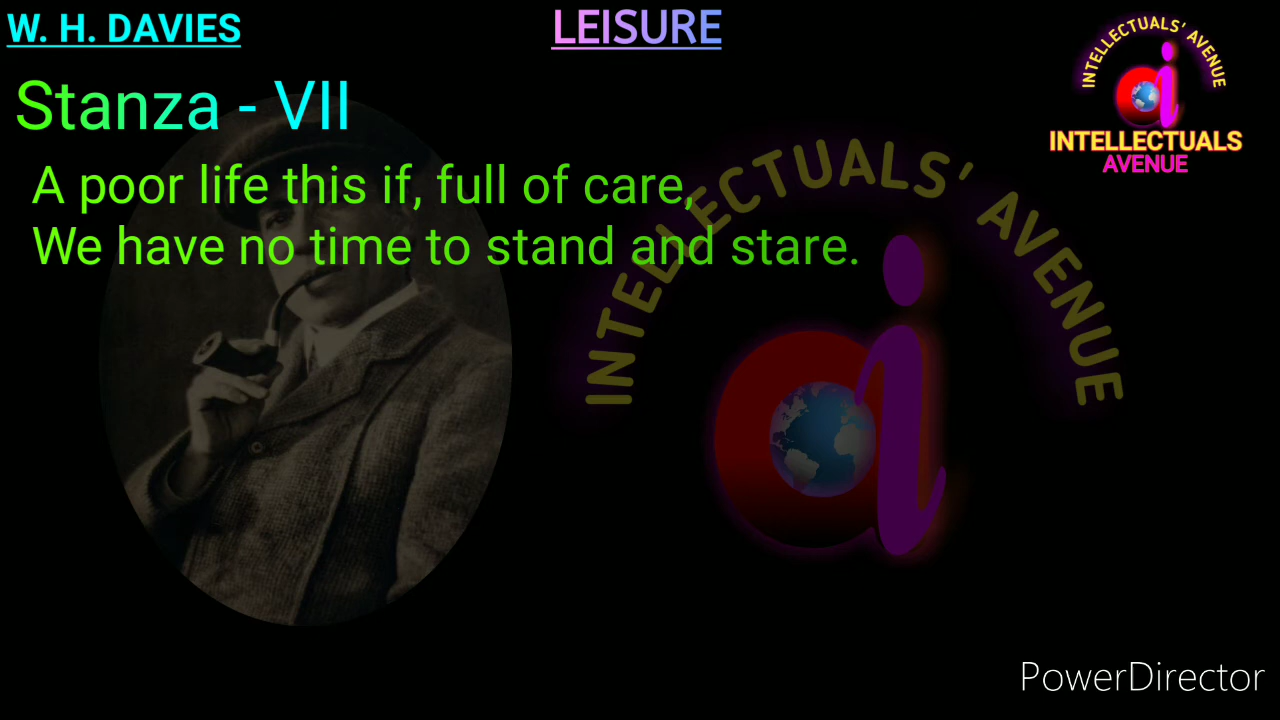 W. H. DAVIES
LEISURE
INTELLECTUALS' AVENUE
INTELLECTUALS
AVENUE
Stanza - VII
A poor life this if, full of care,
We have no time to stand and stare.
INTELLECTUALS' AVENUE
PowerDirector